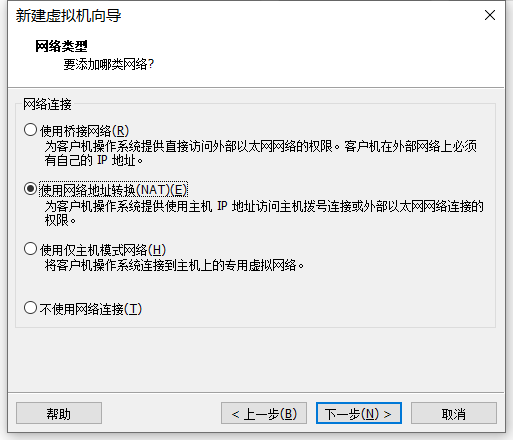 新建虚拟机向导
网络类型
要添加哪类网络?
网络连接
使用桥接网络(R)
为客户机操作系统提供直接访问外部以太网网络的权限。客户机在外部网络上必须
有自己的 IP 地址。
使用网络地址转换(NAT)(E)
为客户机操作系统提供使用主机 IP 地址访问主机拨号连接或外部以太网网络连接的
权限。
使用仅主机模式网络(H)
将客户机操作系统连接到主机上的专用虚拟网络。
不使用网络连接(T)
帮助
< 上一步(B)
下一步(N) >
取消